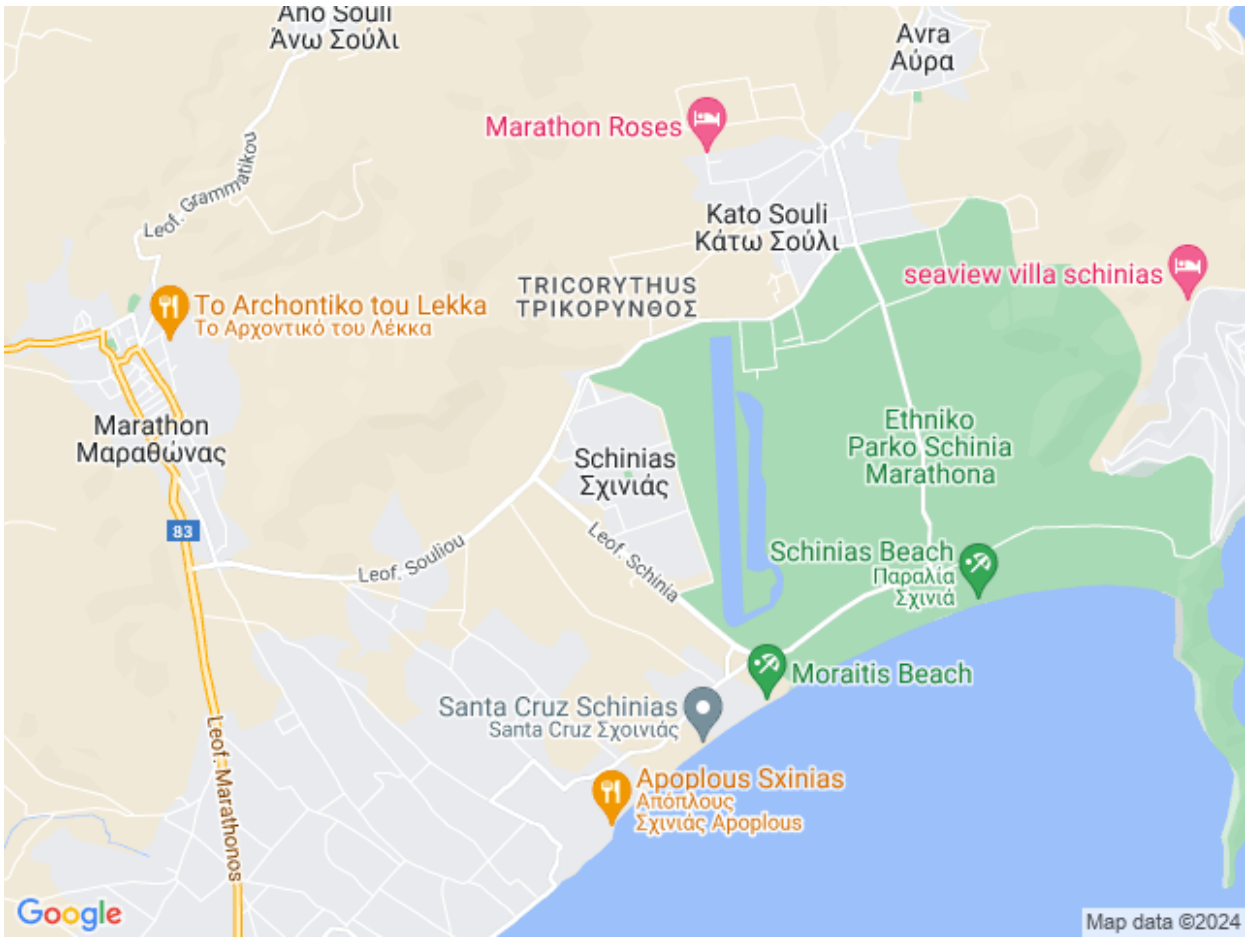 Ano Souli
Άνω Σούλι
Avra
Αύρα
Marathon Roses
Leof. Grammatikou
Kato Souli
Κάτω Σούλι
seaview villa schinias
TRICORYTHUS
ΤΡΙΚΟΡΥΝΘΟΣ
To Archontiko tou Lekka
Το Αρχοντικό του Λέκκα
Marathon
Μαραθώνας
Ethniko
Parko Schinia
Marathona
Schinias
Σχινιάς
83
Leof. Souliou
Leof. Schinia
Schinias Beach
Παραλία
Σχινιά
Moraitis Beach
Santa Cruz Schinias
Santa Cruz Σχοινιάς
Leof. Marathonos
Apoplous Sxinias
Απόπλους
Σχινιάς Apoplous
Google
Map data ©2024